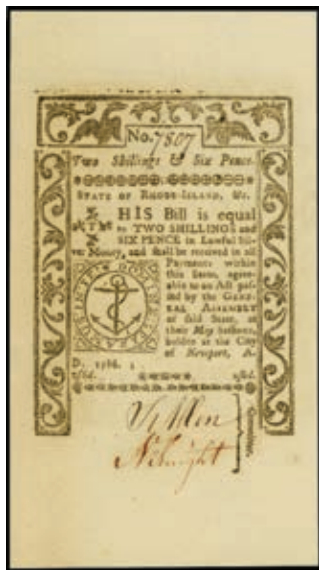 No. 7807
Two Shillings & Six Pence.
STATE OF RHODE-ISLAND, &c.
THIS Bill is equal
to TWO SHILLINGS and
SIX PENCE in Lawful Sil-
ver Money, and shall be received in all
Payments within
this State, agree-
able to an Act pas-
sed by the GENE-
RAL ASSEMBLY
of said State, at
their May Sessions,
holden at the City
of Newport, A.
D. 1786.
2s6d. 2s6d.
Committee.